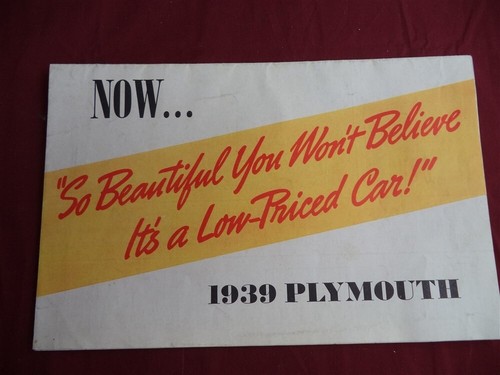 NOW...
"So Beautiful You Won't Believe
It's a Low-Priced Car!"
1939 PLYMOUTH